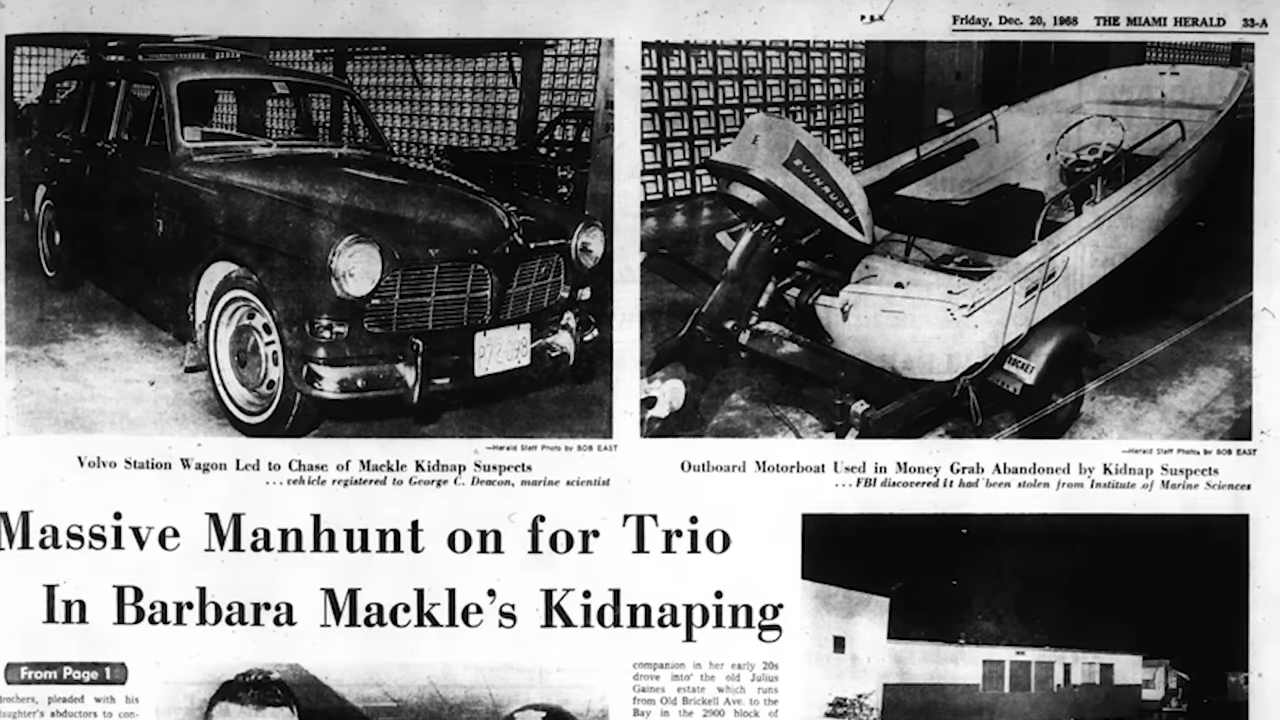 Friday, Dec. 20, 1968 THE MIAMI HERALD 33-A
VOLVO
EVINRUDE
ROCKET
—Herald Staff Photo by BOB EAST
Volvo Station Wagon Led to Chase of Mackle Kidnap Suspects
... vehicle registered to George C. Deacon, marine scientist
—Herald Staff Photo by BOB EAST
Outboard Motorboat Used in Money Grab Abandoned by Kidnap Suspects
... FBI discovered it had been stolen from Institute of Marine Sciences
Massive Manhunt on for Trio
In Barbara Mackle's Kidnaping
From Page 1
brothers, pleaded with his
daughter's abductors to con-
companion in her early 20s
drove into the old Julius
Gaines estate which runs
from Old Brickell Ave. to the
Bay in the 2900 block of